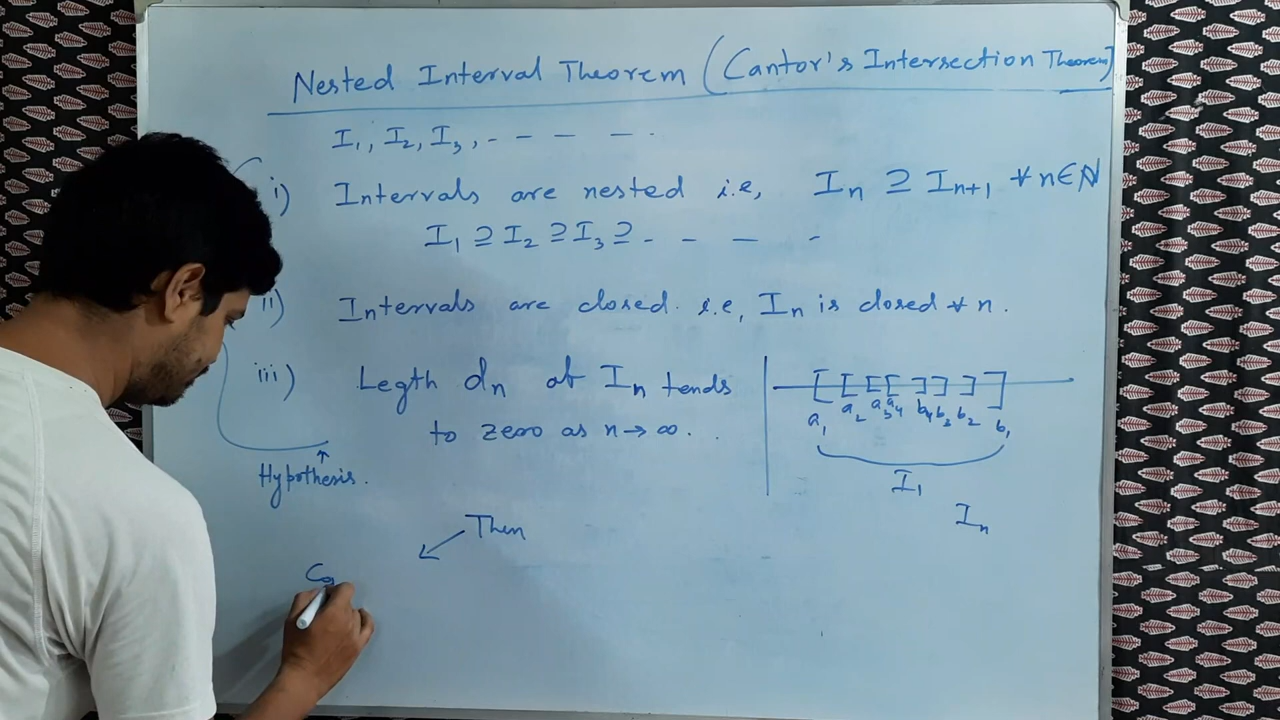 Nested Interval Theorem (Cantor's Intersection Theorem)
I₁, I₂, I₃, - - - -.
i) Intervals are nested i.e, Iₙ ⊇ Iₙ₊₁ ∀ n ∈ ℕ
I₁ ⊇ I₂ ⊇ I₃ ⊇ - - - -
ii) Intervals are closed. i.e, Iₙ is closed ∀ n.
iii) Legth dₙ of Iₙ tends
to zero as n → ∞.
Hypothesis.
[ [ [ [ ] ] ] ]
a₁ a₂ a₃ a₄ b₄ b₃ b₂ b₁
I₁
Iₙ
Then
Co